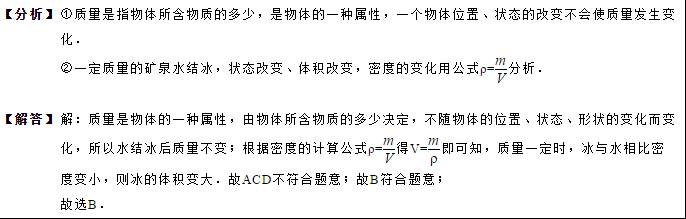 【分析】①质量是指物体所含物质的多少，是物体的一种属性，一个物体位置、状态的改变不会使质量发生变
化．
②一定质量的矿泉水结冰，状态改变、体积改变，密度的变化用公式ρ=m/V分析．
【解答】解：质量是物体的一种属性，由物体所含物质的多少决定，不随物体的位置、状态、形状的变化而变
化，所以水结冰后质量不变；根据密度的计算公式ρ=m/V得V=m/ρ即可知，质量一定时，冰与水相比密
度变小，则冰的体积变大．故ACD不符合题意；故B符合题意；
故选B．